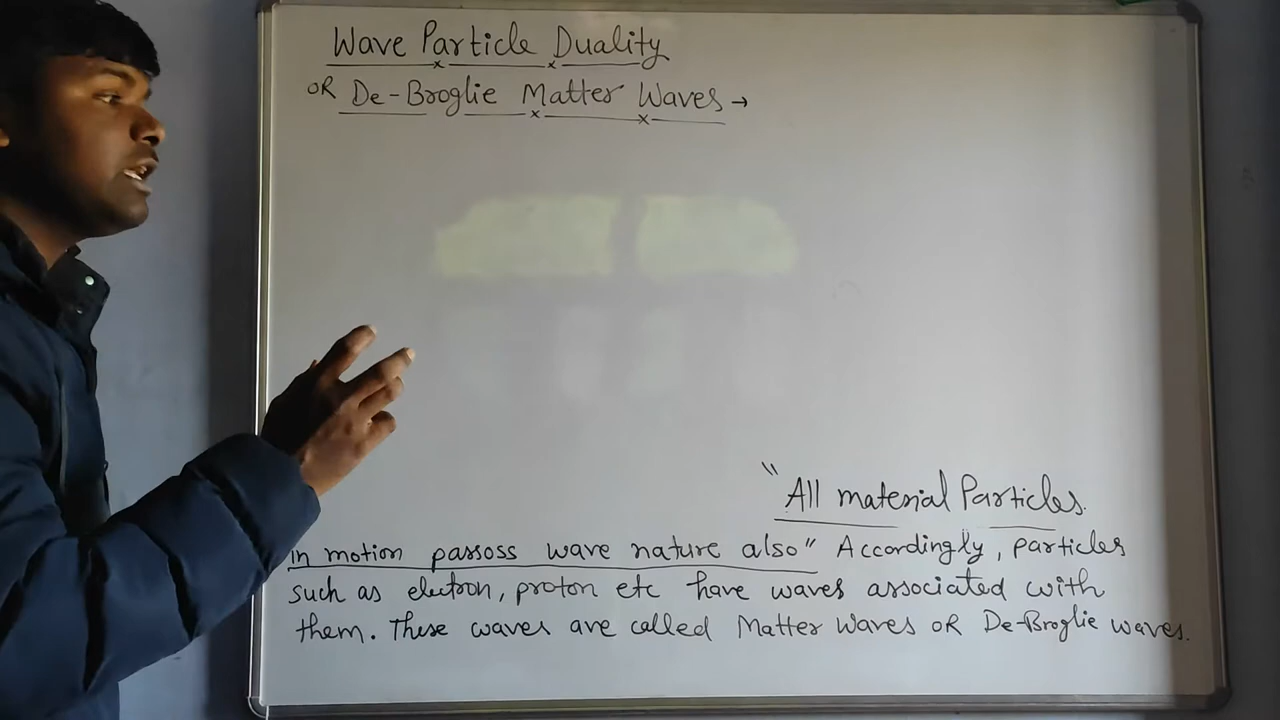 Wave Particle Duality
OR De-Broglie Matter Waves →
"All material Particles.
in motion passoss wave nature also" Accordingly, particles
such as electron, proton etc have waves associated with
them. These waves are called Matter Waves OR De-Broglie waves.